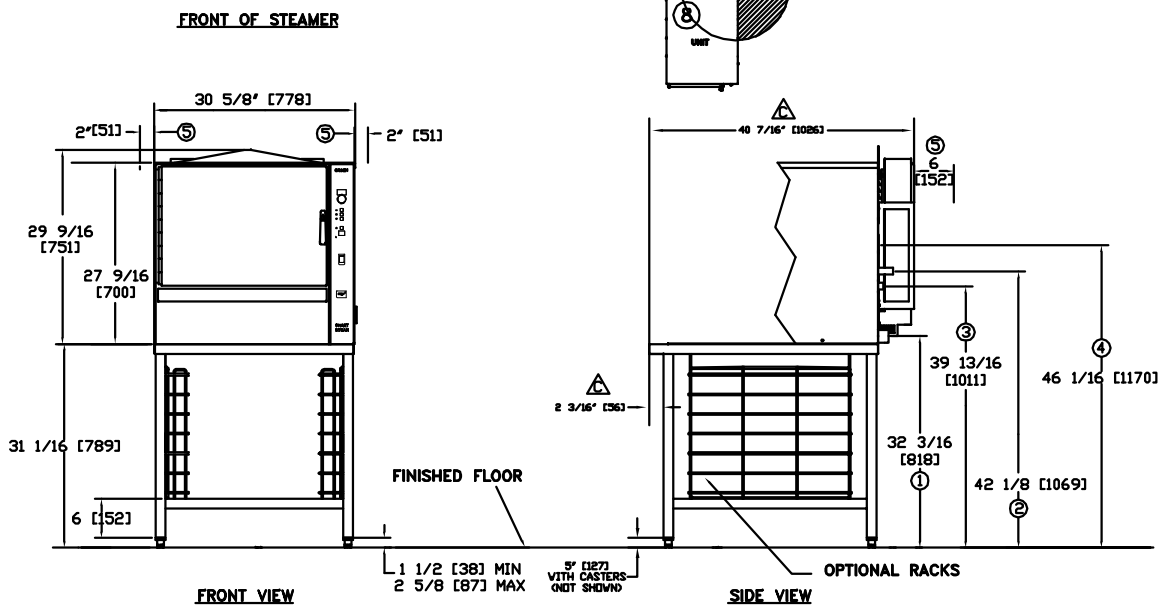 FRONT OF STEAMER
8
UNIT
30 5/8" [778]
2"[51]
5
5
2" [51]
C
40 7/16" [1026]
5
6
[152]
29 9/16
[751]
27 9/16
[700]
3
39 13/16
[1011]
4
46 1/16 [1170]
C
2 3/16" [56]
31 1/16 [789]
32 3/16
[818]
1
42 1/8 [1069]
2
FINISHED FLOOR
6 [152]
1 1/2 [38] MIN
2 5/8 [87] MAX
5" [127]
WITH CASTERS
(NOT SHOWN)
OPTIONAL RACKS
FRONT VIEW
SIDE VIEW